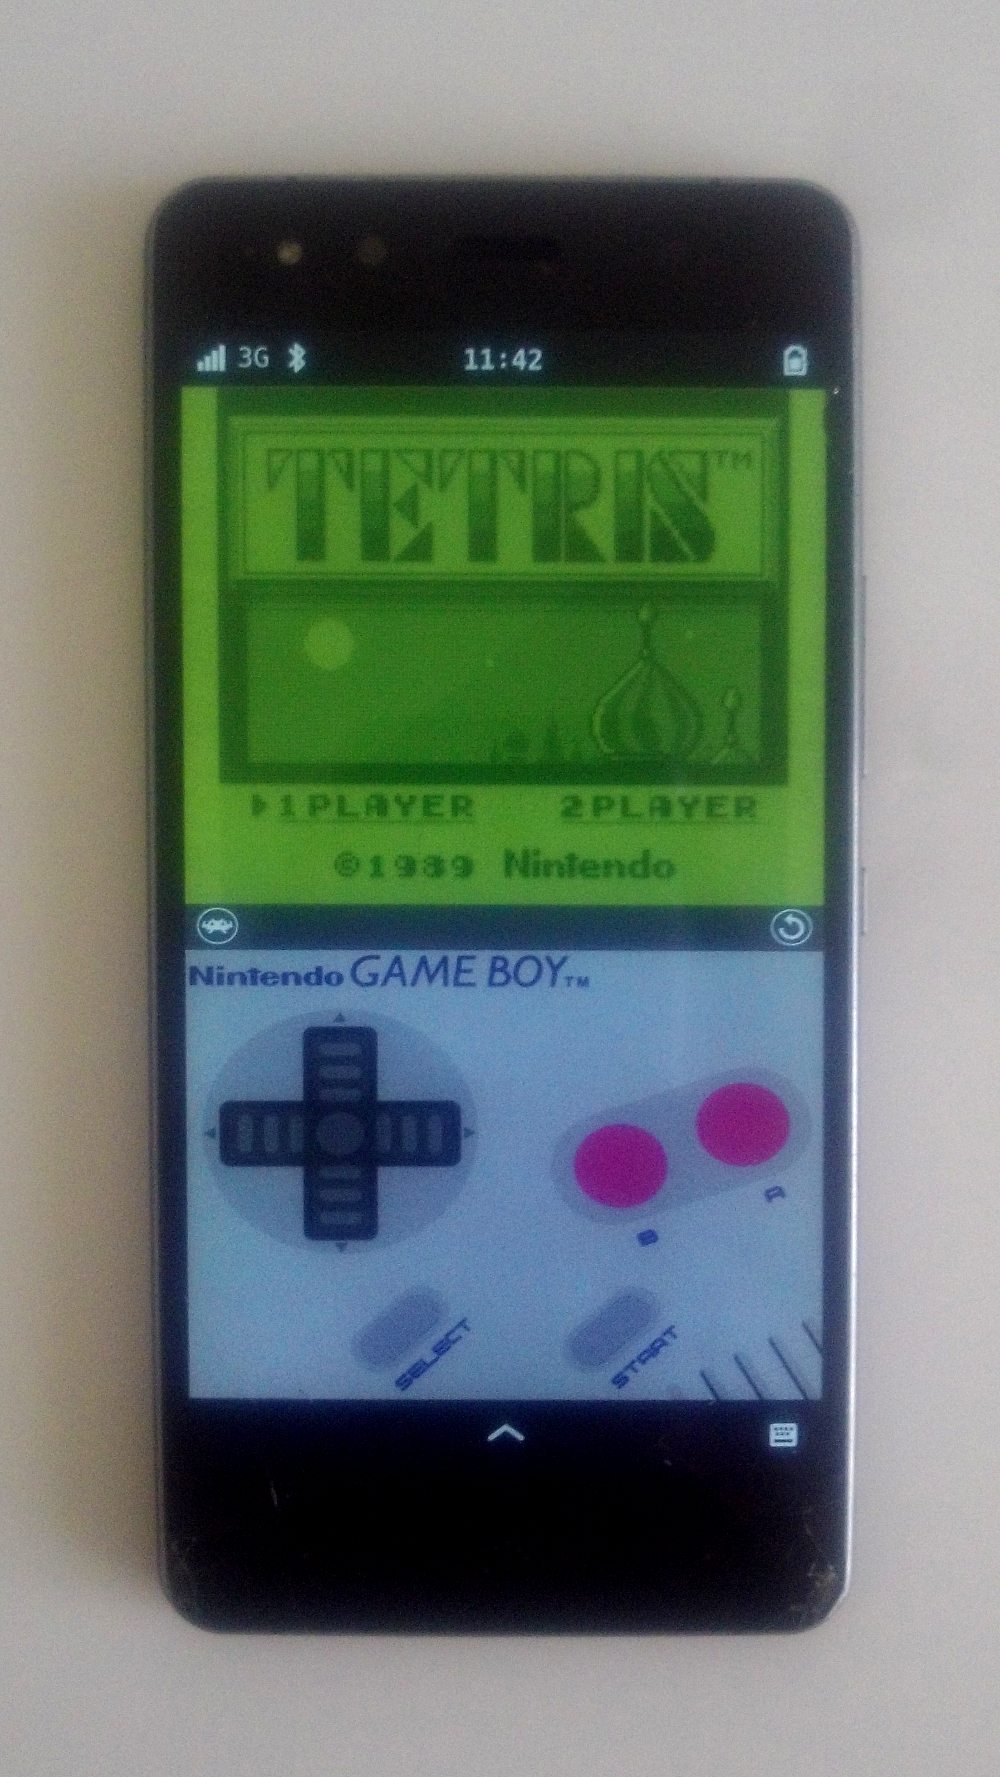 3G 11:42
TETRIS™
▶1PLAYER 2PLAYER
©1989 Nintendo
Nintendo GAME BOY™
A
B
SELECT START